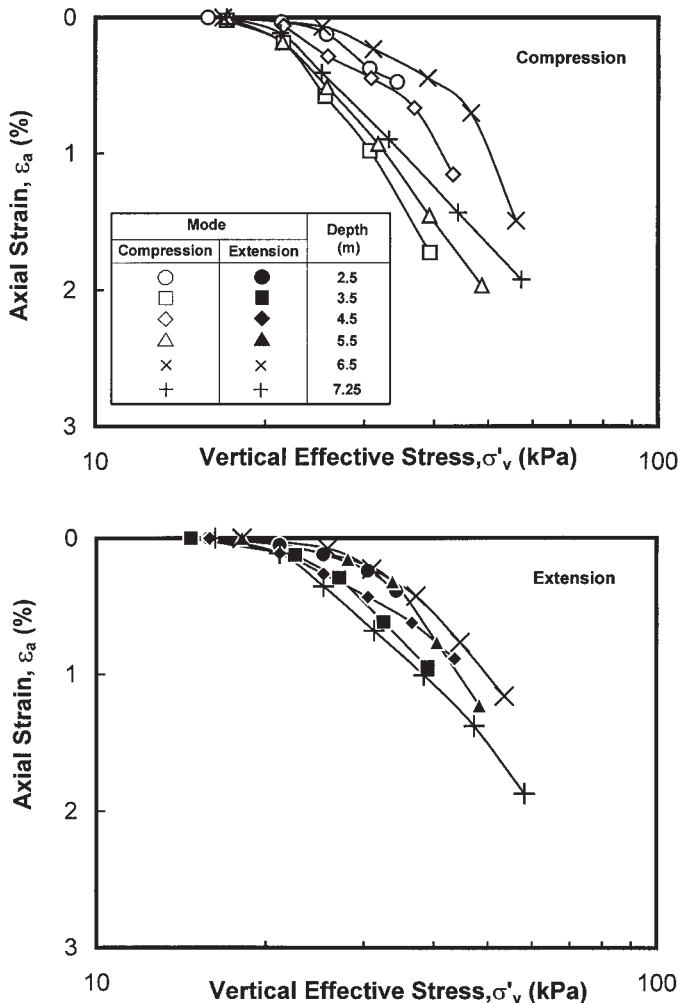 0
Compression
1
Axial Strain, εa (%)
Mode Depth (m)
Compression Extension
2.5
3.5
4.5
5.5
6.5
7.25
2
3
10 Vertical Effective Stress,σ'v (kPa) 100
0
Extension
1
Axial Strain, εa (%)
2
3
10 Vertical Effective Stress,σ'v (kPa) 100